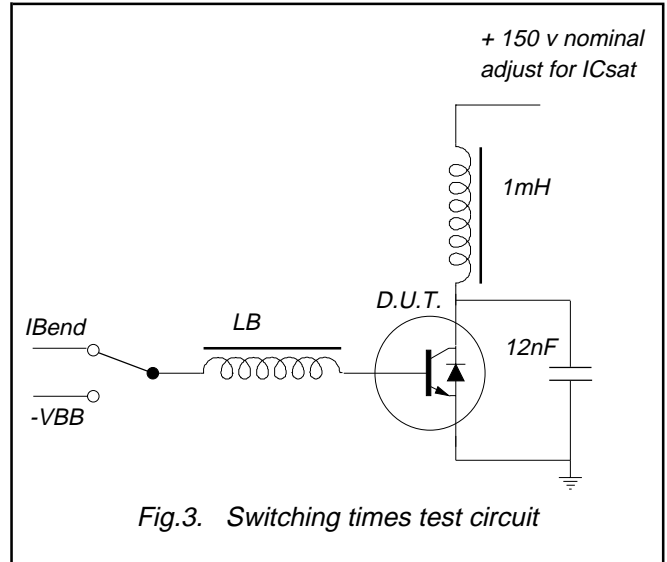 + 150 v nominal
adjust for ICsat
1mH
D.U.T.
IBend
LB
12nF
-VBB
Fig.3. Switching times test circuit